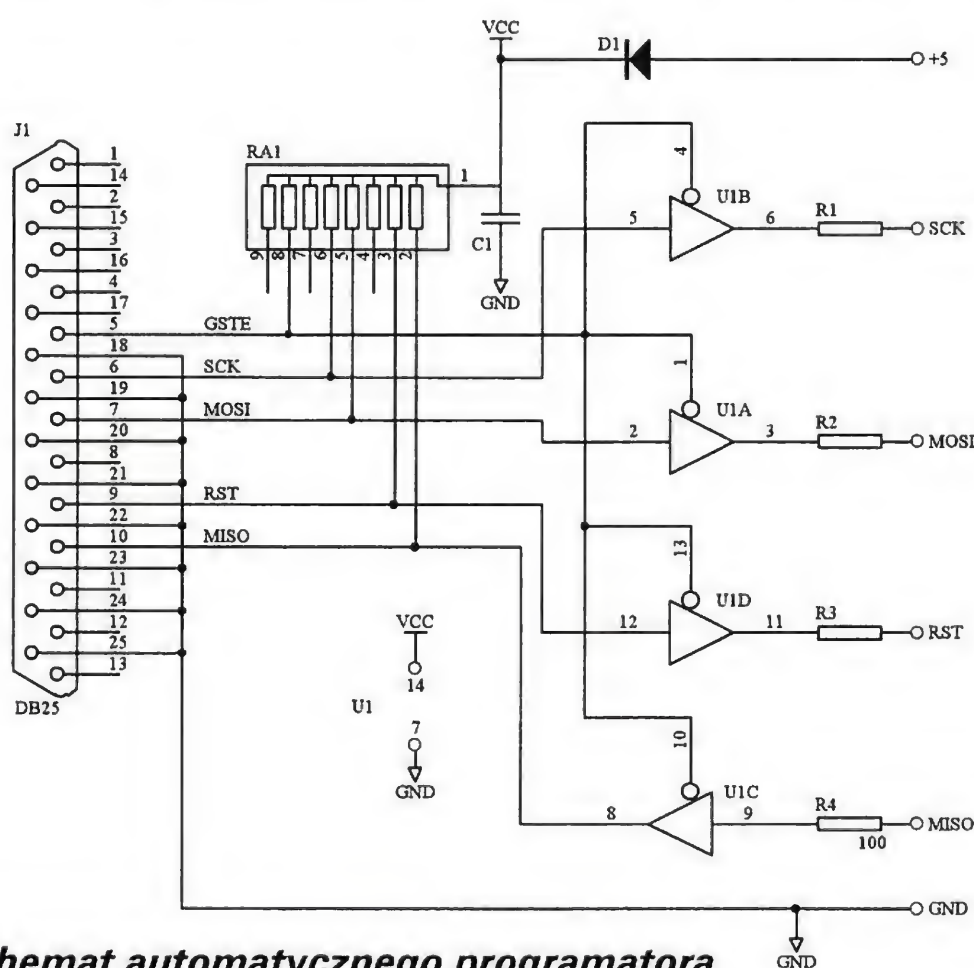 VCC
D1
+5
J1
1
14
2
15
3
16
4
17
5
18
6
19
7
20
8
21
9
22
10
23
11
24
12
25
13
DB25
RA1
1
9
8
7
6
5
4
3
2
C1
GND
GSTE
SCK
MOSI
RST
MISO
4
U1B
5
6
R1
SCK
1
U1A
2
3
R2
MOSI
13
U1D
12
11
R3
RST
VCC
14
U1
7
GND
10
U1C
8
9
R4
100
MISO
GND
GND
hemat automatycznego programatora